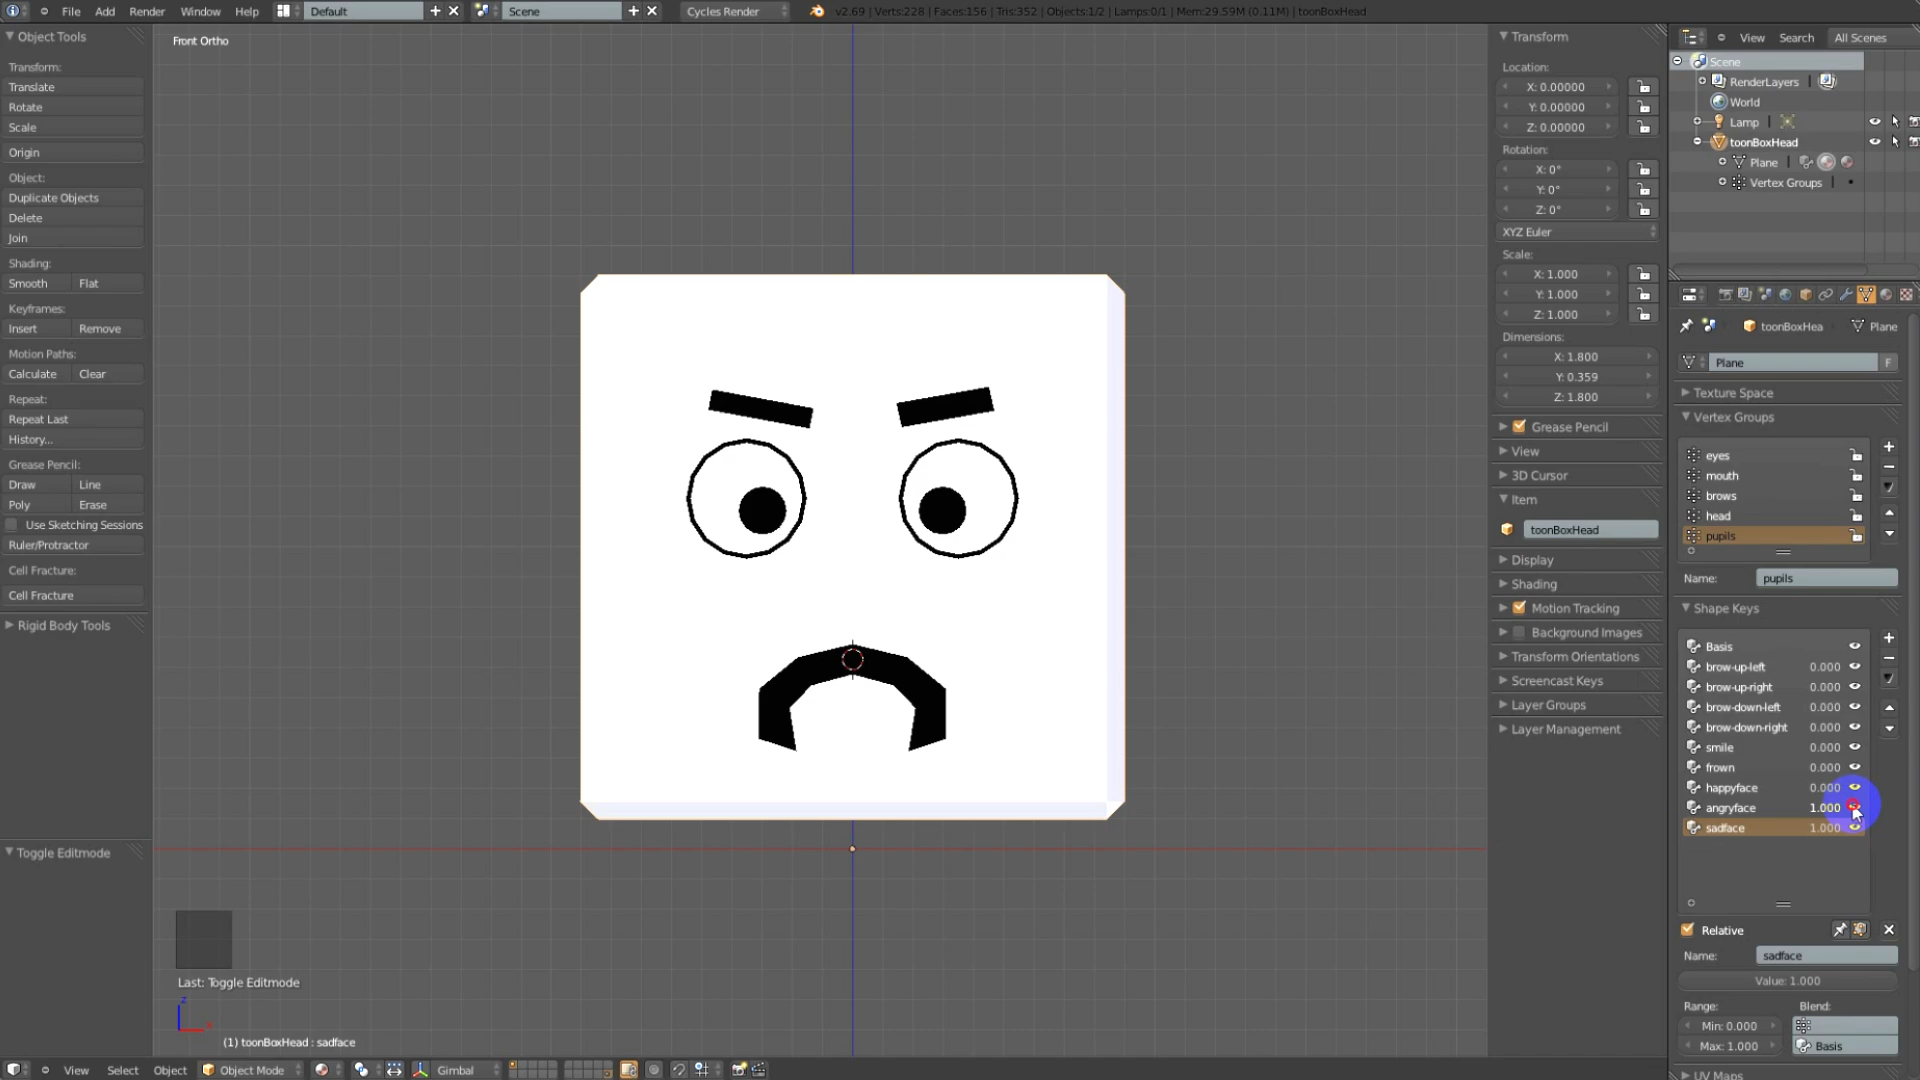 File Add Render Window Help Default Scene Cycles Render v2.69 | Verts:228 | Faces:156 | Tris:352 | Objects:1/2 | Lamps:0/1 | Mem:29.59M (0.11M) | toonBoxHead
Object Tools
Transform:
Translate
Rotate
Scale
Origin
Object:
Duplicate Objects
Delete
Join
Shading:
Smooth Flat
Keyframes:
Insert Remove
Motion Paths:
Calculate Clear
Repeat:
Repeat Last
History...
Grease Pencil:
Draw Line
Poly Erase
Use Sketching Sessions
Ruler/Protractor
Cell Fracture:
Cell Fracture
Rigid Body Tools
Toggle Editmode
Front Ortho
Last: Toggle Editmode
z
(1) toonBoxHead : sadface
Transform
Location:
X: 0.00000
Y: 0.00000
Z: 0.00000
Rotation:
X: 0°
Y: 0°
Z: 0°
XYZ Euler
Scale:
X: 1.000
Y: 1.000
Z: 1.000
Dimensions:
X: 1.800
Y: 0.359
Z: 1.800
Grease Pencil
View
3D Cursor
Item
toonBoxHead
Display
Shading
Motion Tracking
Background Images
Transform Orientations
Screencast Keys
Layer Groups
Layer Management
View Search All Scenes
Scene
RenderLayers |
World
Lamp |
toonBoxHead
Plane |
Vertex Groups |
toonBoxHea Plane
Plane F
Texture Space
Vertex Groups
eyes
mouth
brows
head
pupils
Name: pupils
Shape Keys
Basis
brow-up-left 0.000
brow-up-right 0.000
brow-down-left 0.000
brow-down-right 0.000
smile 0.000
frown 0.000
happyface 0.000
angryface 1.000
sadface 1.000
Relative
Name: sadface
Value: 1.000
Range: Blend:
Min: 0.000
Max: 1.000 Basis
UV Maps
View Select Object Object Mode Gimbal